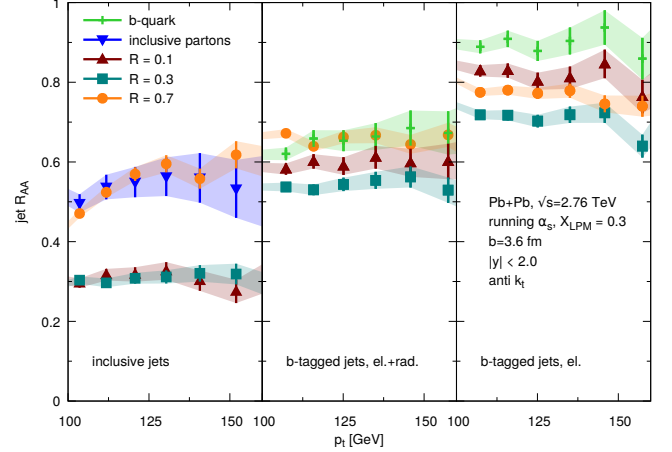 b-quark
inclusive partons
R = 0.1
R = 0.3
R = 0.7
1
0.8
0.6
0.4
0.2
0
jet R_AA
inclusive jets
b-tagged jets, el.+rad.
b-tagged jets, el.
Pb+Pb, √s=2.76 TeV
running α_s, X_LPM = 0.3
b=3.6 fm
|y| < 2.0
anti k_t
100 125 150 100 125 150 100 125 150
p_t [GeV]